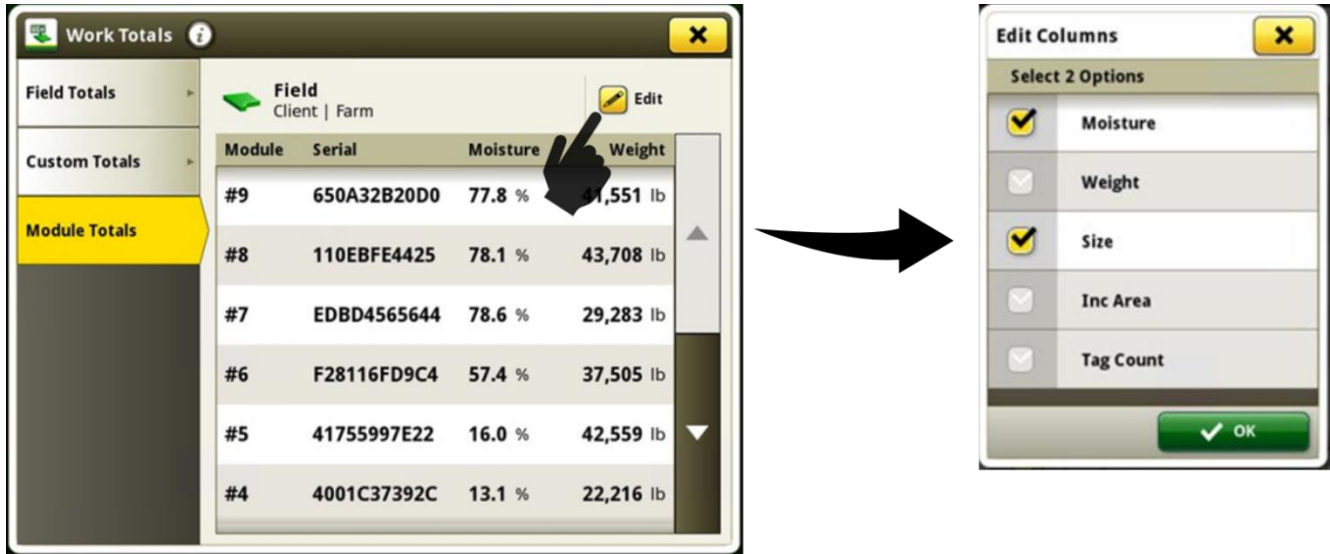 Work Totals i
Field Totals
Custom Totals
Module Totals
Field
Client | Farm
Edit
Module Serial Moisture Weight
#9 650A32B20D0 77.8 % 41,551 lb
#8 110EBFE4425 78.1 % 43,708 lb
#7 EDBD4565644 78.6 % 29,283 lb
#6 F28116FD9C4 57.4 % 37,505 lb
#5 41755997E22 16.0 % 42,559 lb
#4 4001C37392C 13.1 % 22,216 lb
Edit Columns
Select 2 Options
Moisture
Weight
Size
Inc Area
Tag Count
OK